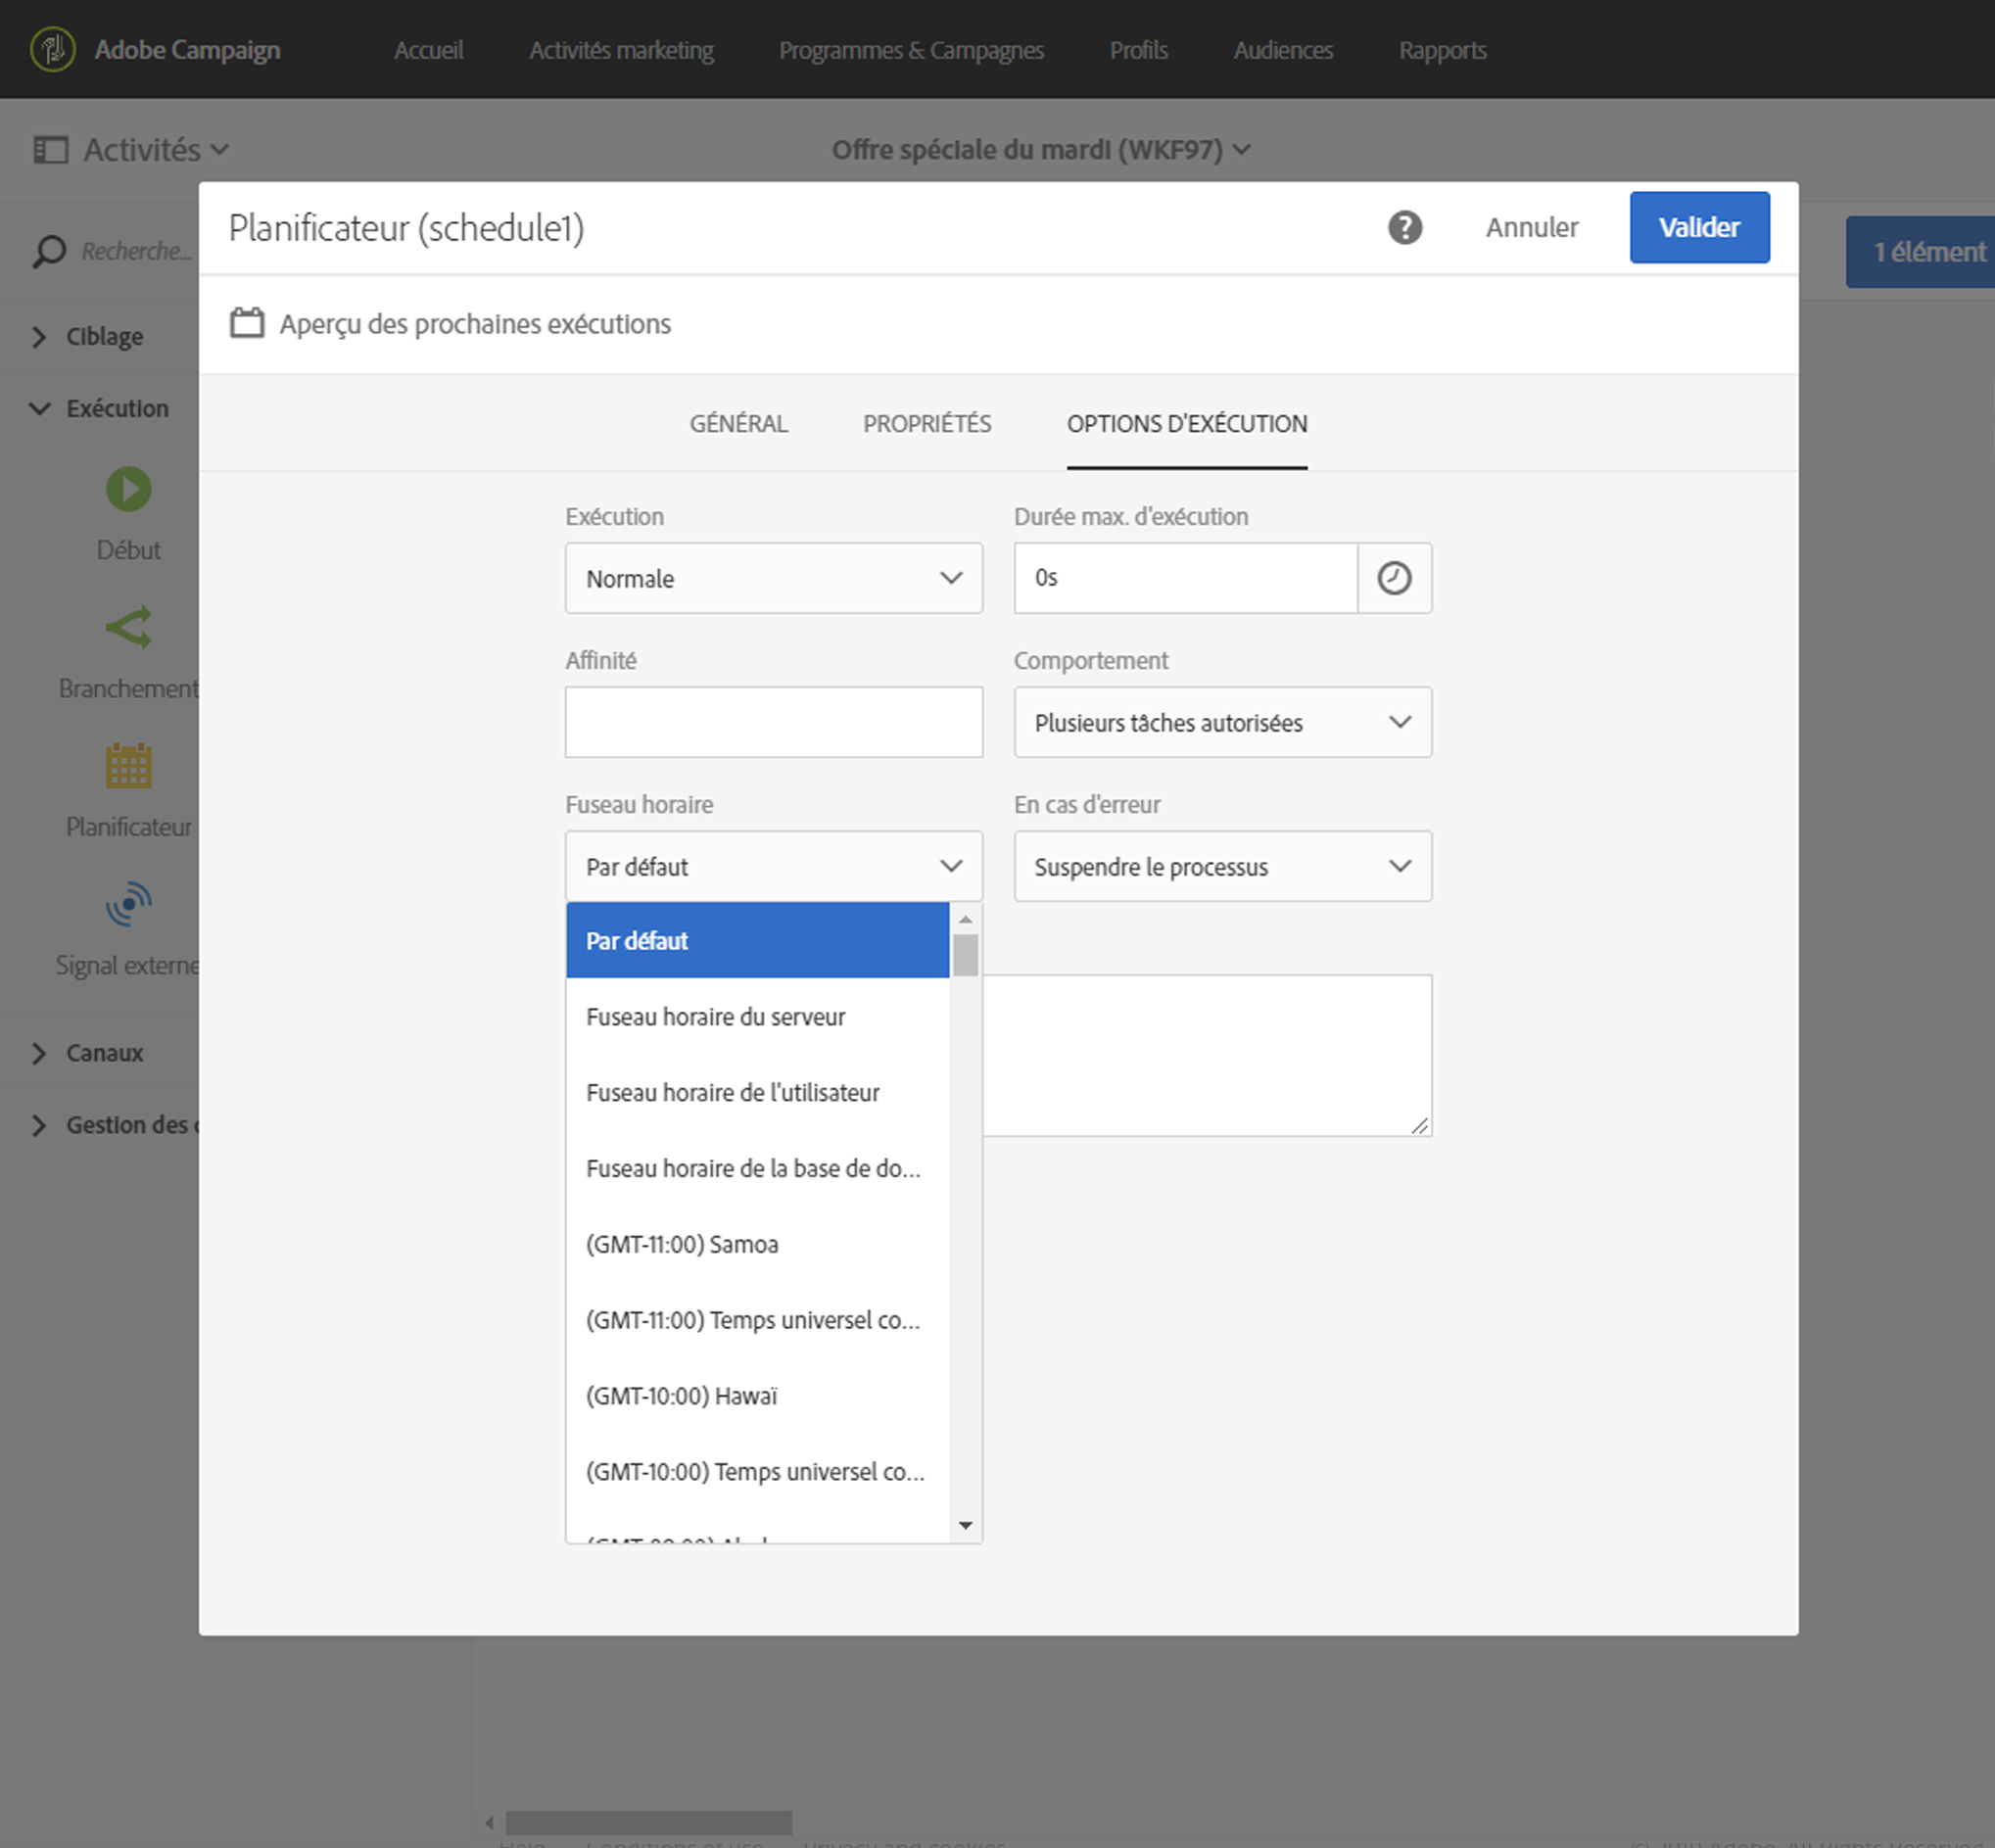 Adobe Campaign
Accueil
Activités marketing
Programmes & Campagnes
Profils
Audiences
Rapports
Activités
Offre spéciale du mardi (WKF97)
Planificateur (schedule1)
Annuler
Valider
Recherche...
1 élément
Aperçu des prochaines exécutions
Ciblage
Exécution
GÉNÉRAL
PROPRIÉTÉS
OPTIONS D'EXÉCUTION
Début
Branchement
Planificateur
Signal externe
Canaux
Gestion des
Exécution
Durée max. d'exécution
Normale
0s
Affinité
Comportement
Plusieurs tâches autorisées
Fuseau horaire
En cas d'erreur
Par défaut
Suspendre le processus
Par défaut
Fuseau horaire du serveur
Fuseau horaire de l'utilisateur
Fuseau horaire de la base de do...
(GMT-11:00) Samoa
(GMT-11:00) Temps universel co...
(GMT-10:00) Hawaï
(GMT-10:00) Temps universel co...